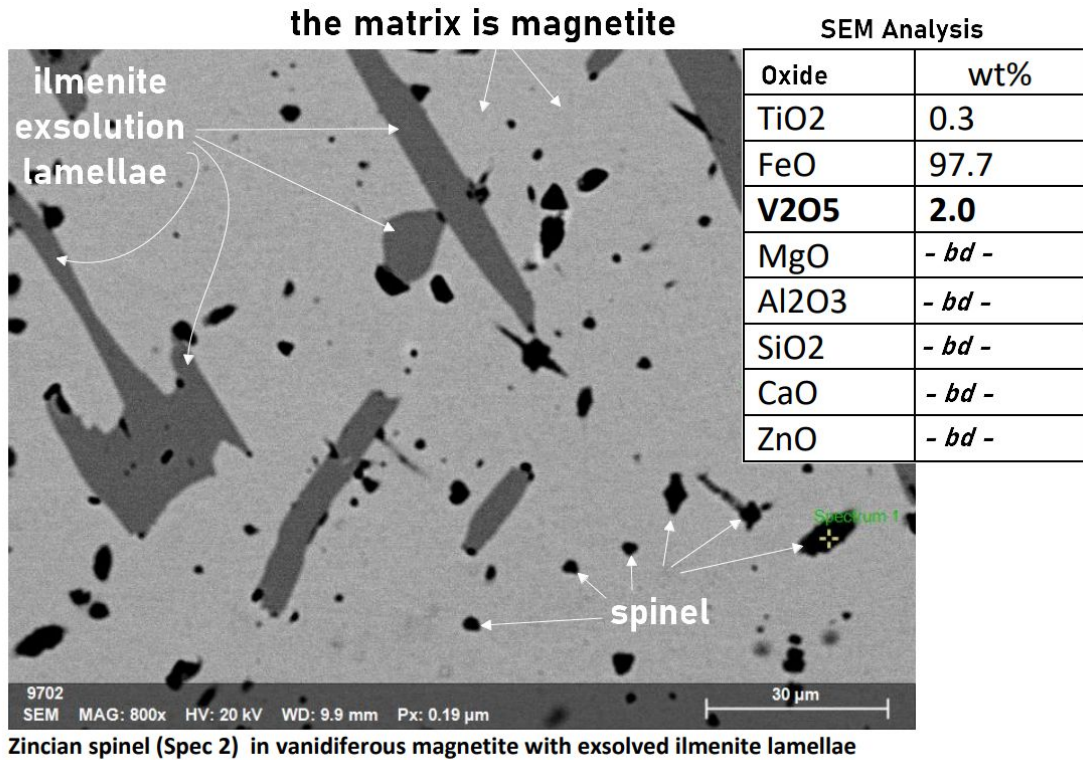 the matrix is magnetite
SEM Analysis
ilmenite
exsolution
lamellae
Oxide wt%
TiO2 0.3
FeO 97.7
V2O5 2.0
MgO - bd -
Al2O3 - bd -
SiO2 - bd -
CaO - bd -
ZnO - bd -
Spectrum 1
spinel
9702
SEM MAG: 800x HV: 20 kV WD: 9.9 mm Px: 0.19 µm
30 µm
Zincian spinel (Spec 2) in vanidiferous magnetite with exsolved ilmenite lamellae